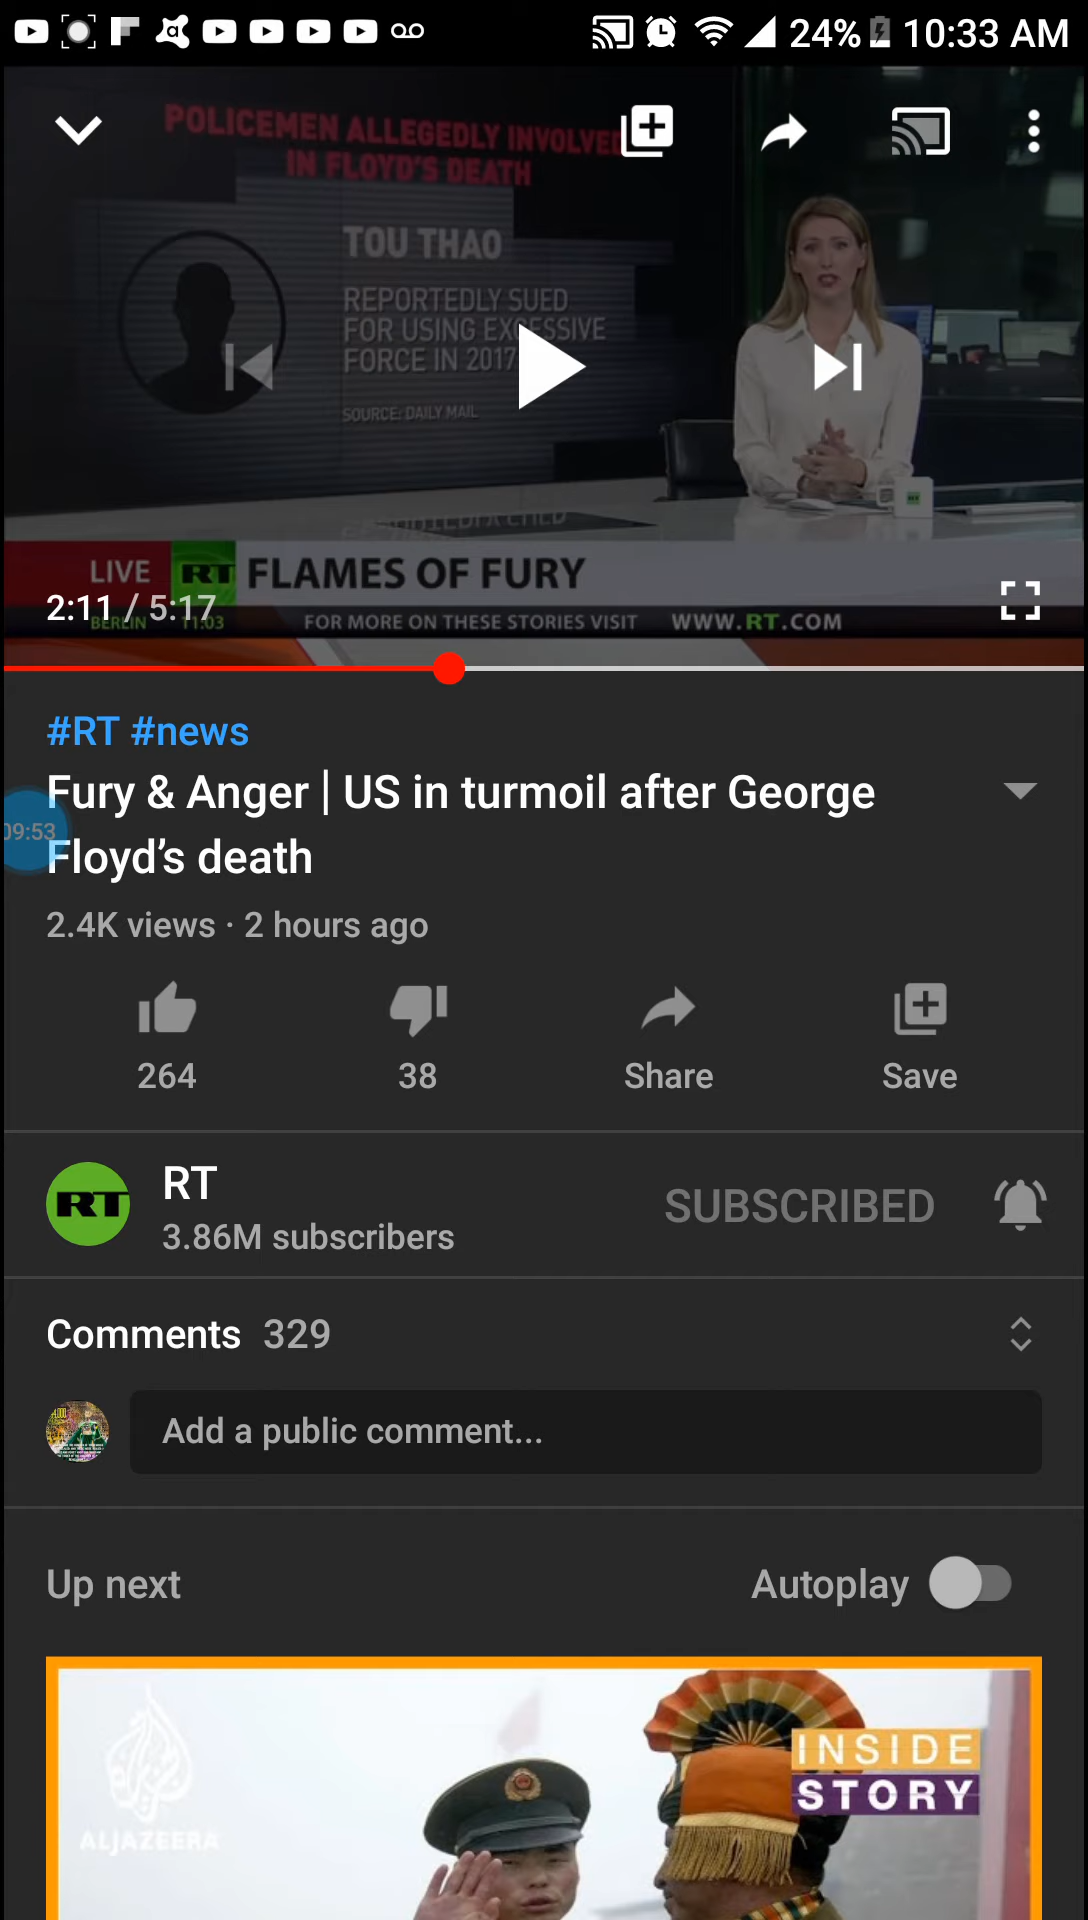 24% 10:33 AM
POLICEMEN ALLEGEDLY INVOLVED
IN FLOYD'S DEATH
TOU THAO
REPORTEDLY SUED
FOR USING EXCESSIVE
FORCE IN 2017
SOURCE: DAILY MAIL
LIVE RT FLAMES OF FURY
2:11 / 5:17
BERLIN 11:03 FOR MORE ON THESE STORIES VISIT WWW.RT.COM
#RT #news
Fury & Anger | US in turmoil after George
Floyd’s death
09:53
2.4K views · 2 hours ago
264 38 Share Save
RT RT
3.86M subscribers
SUBSCRIBED
Comments 329
Add a public comment...
Up next Autoplay
INSIDE
STORY
ALJAZEERA